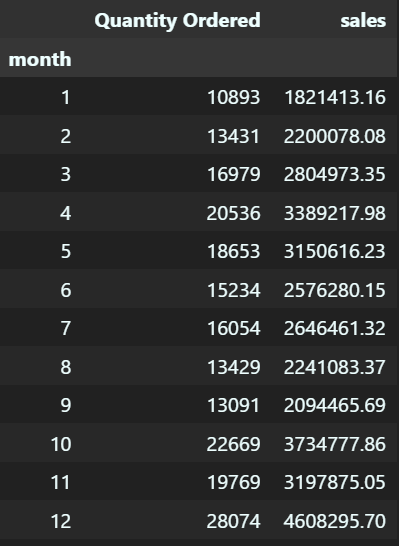 Quantity Ordered sales
month
1 10893 1821413.16
2 13431 2200078.08
3 16979 2804973.35
4 20536 3389217.98
5 18653 3150616.23
6 15234 2576280.15
7 16054 2646461.32
8 13429 2241083.37
9 13091 2094465.69
10 22669 3734777.86
11 19769 3197875.05
12 28074 4608295.70